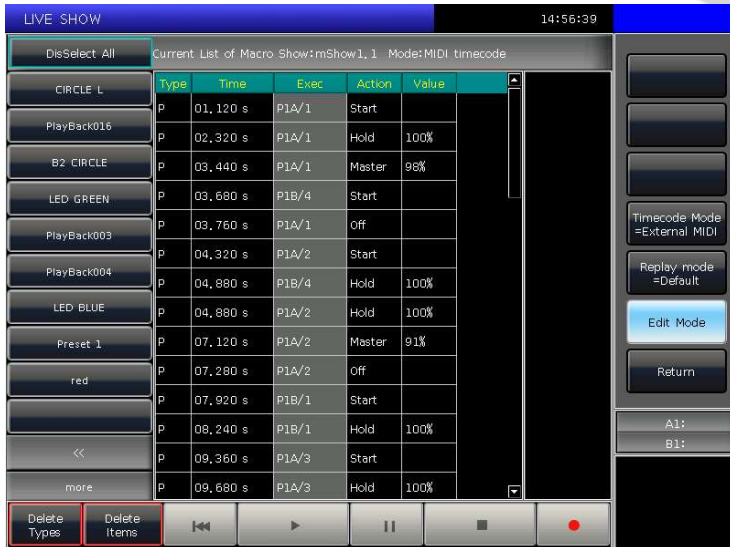 LIVE SHOW
14:56:39
DisSelect All
Current List of Macro Show:mShow1.1 Mode:MIDI timecode
CIRCLE L
PlayBack016
B2 CIRCLE
LED GREEN
PlayBack003
PlayBack004
LED BLUE
Preset 1
red
<<
more
Type Time Exec Action Value
P 01.120 s P1A/1 Start
P 02.320 s P1A/1 Hold 100%
P 03.440 s P1A/1 Master 98%
P 03.680 s P1B/4 Start
P 03.760 s P1A/1 Off
P 04.320 s P1A/2 Start
P 04.880 s P1B/4 Hold 100%
P 04.880 s P1A/2 Hold 100%
P 07.120 s P1A/2 Master 91%
P 07.280 s P1A/2 Off
P 07.920 s P1B/1 Start
P 08.240 s P1B/1 Hold 100%
P 09.360 s P1A/3 Start
P 09.680 s P1A/3 Hold 100%
Timecode Mode
=External MIDI
Replay mode
=Default
Edit Mode
Return
A1:
B1:
Delete
Types
Delete
Items